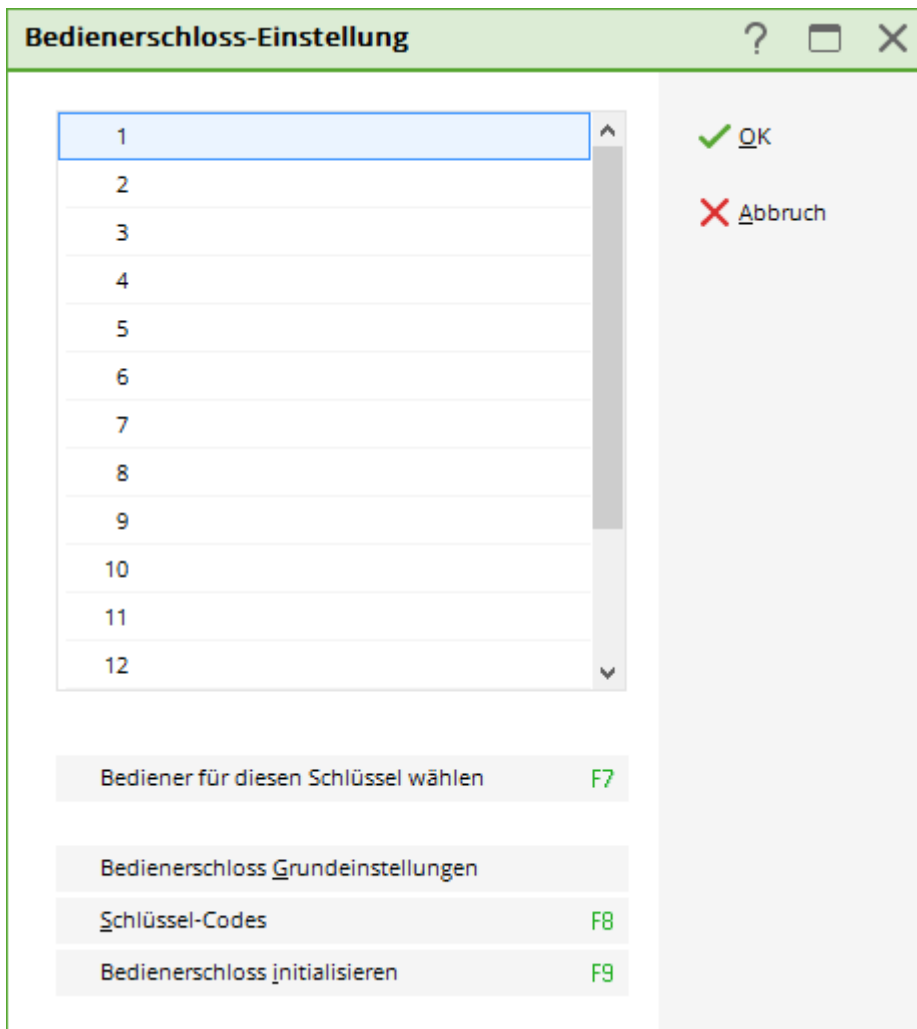 Bedienerschloss-Einstellung
1
2
3
4
5
6
7
8
9
10
11
12
OK
Abbruch
Bediener für diesen Schlüssel wählen F7
Bedienerschloss Grundeinstellungen
Schlüssel-Codes F8
Bedienerschloss initialisieren F9